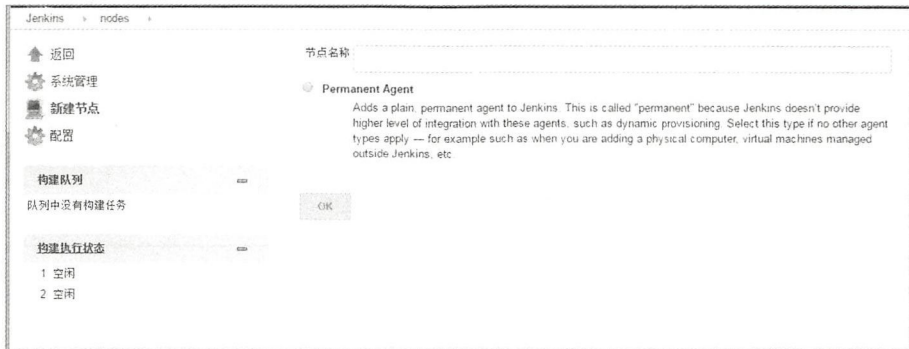 Jenkins › nodes ›
返回
系统管理
新建节点
配置
构建队列
队列中没有构建任务
构建执行状态
1 空闲
2 空闲
节点名称
Permanent Agent
Adds a plain, permanent agent to Jenkins. This is called "permanent" because Jenkins doesn't provide
higher level of integration with these agents, such as dynamic provisioning. Select this type if no other agent
types apply — for example such as when you are adding a physical computer, virtual machines managed
outside Jenkins, etc
OK